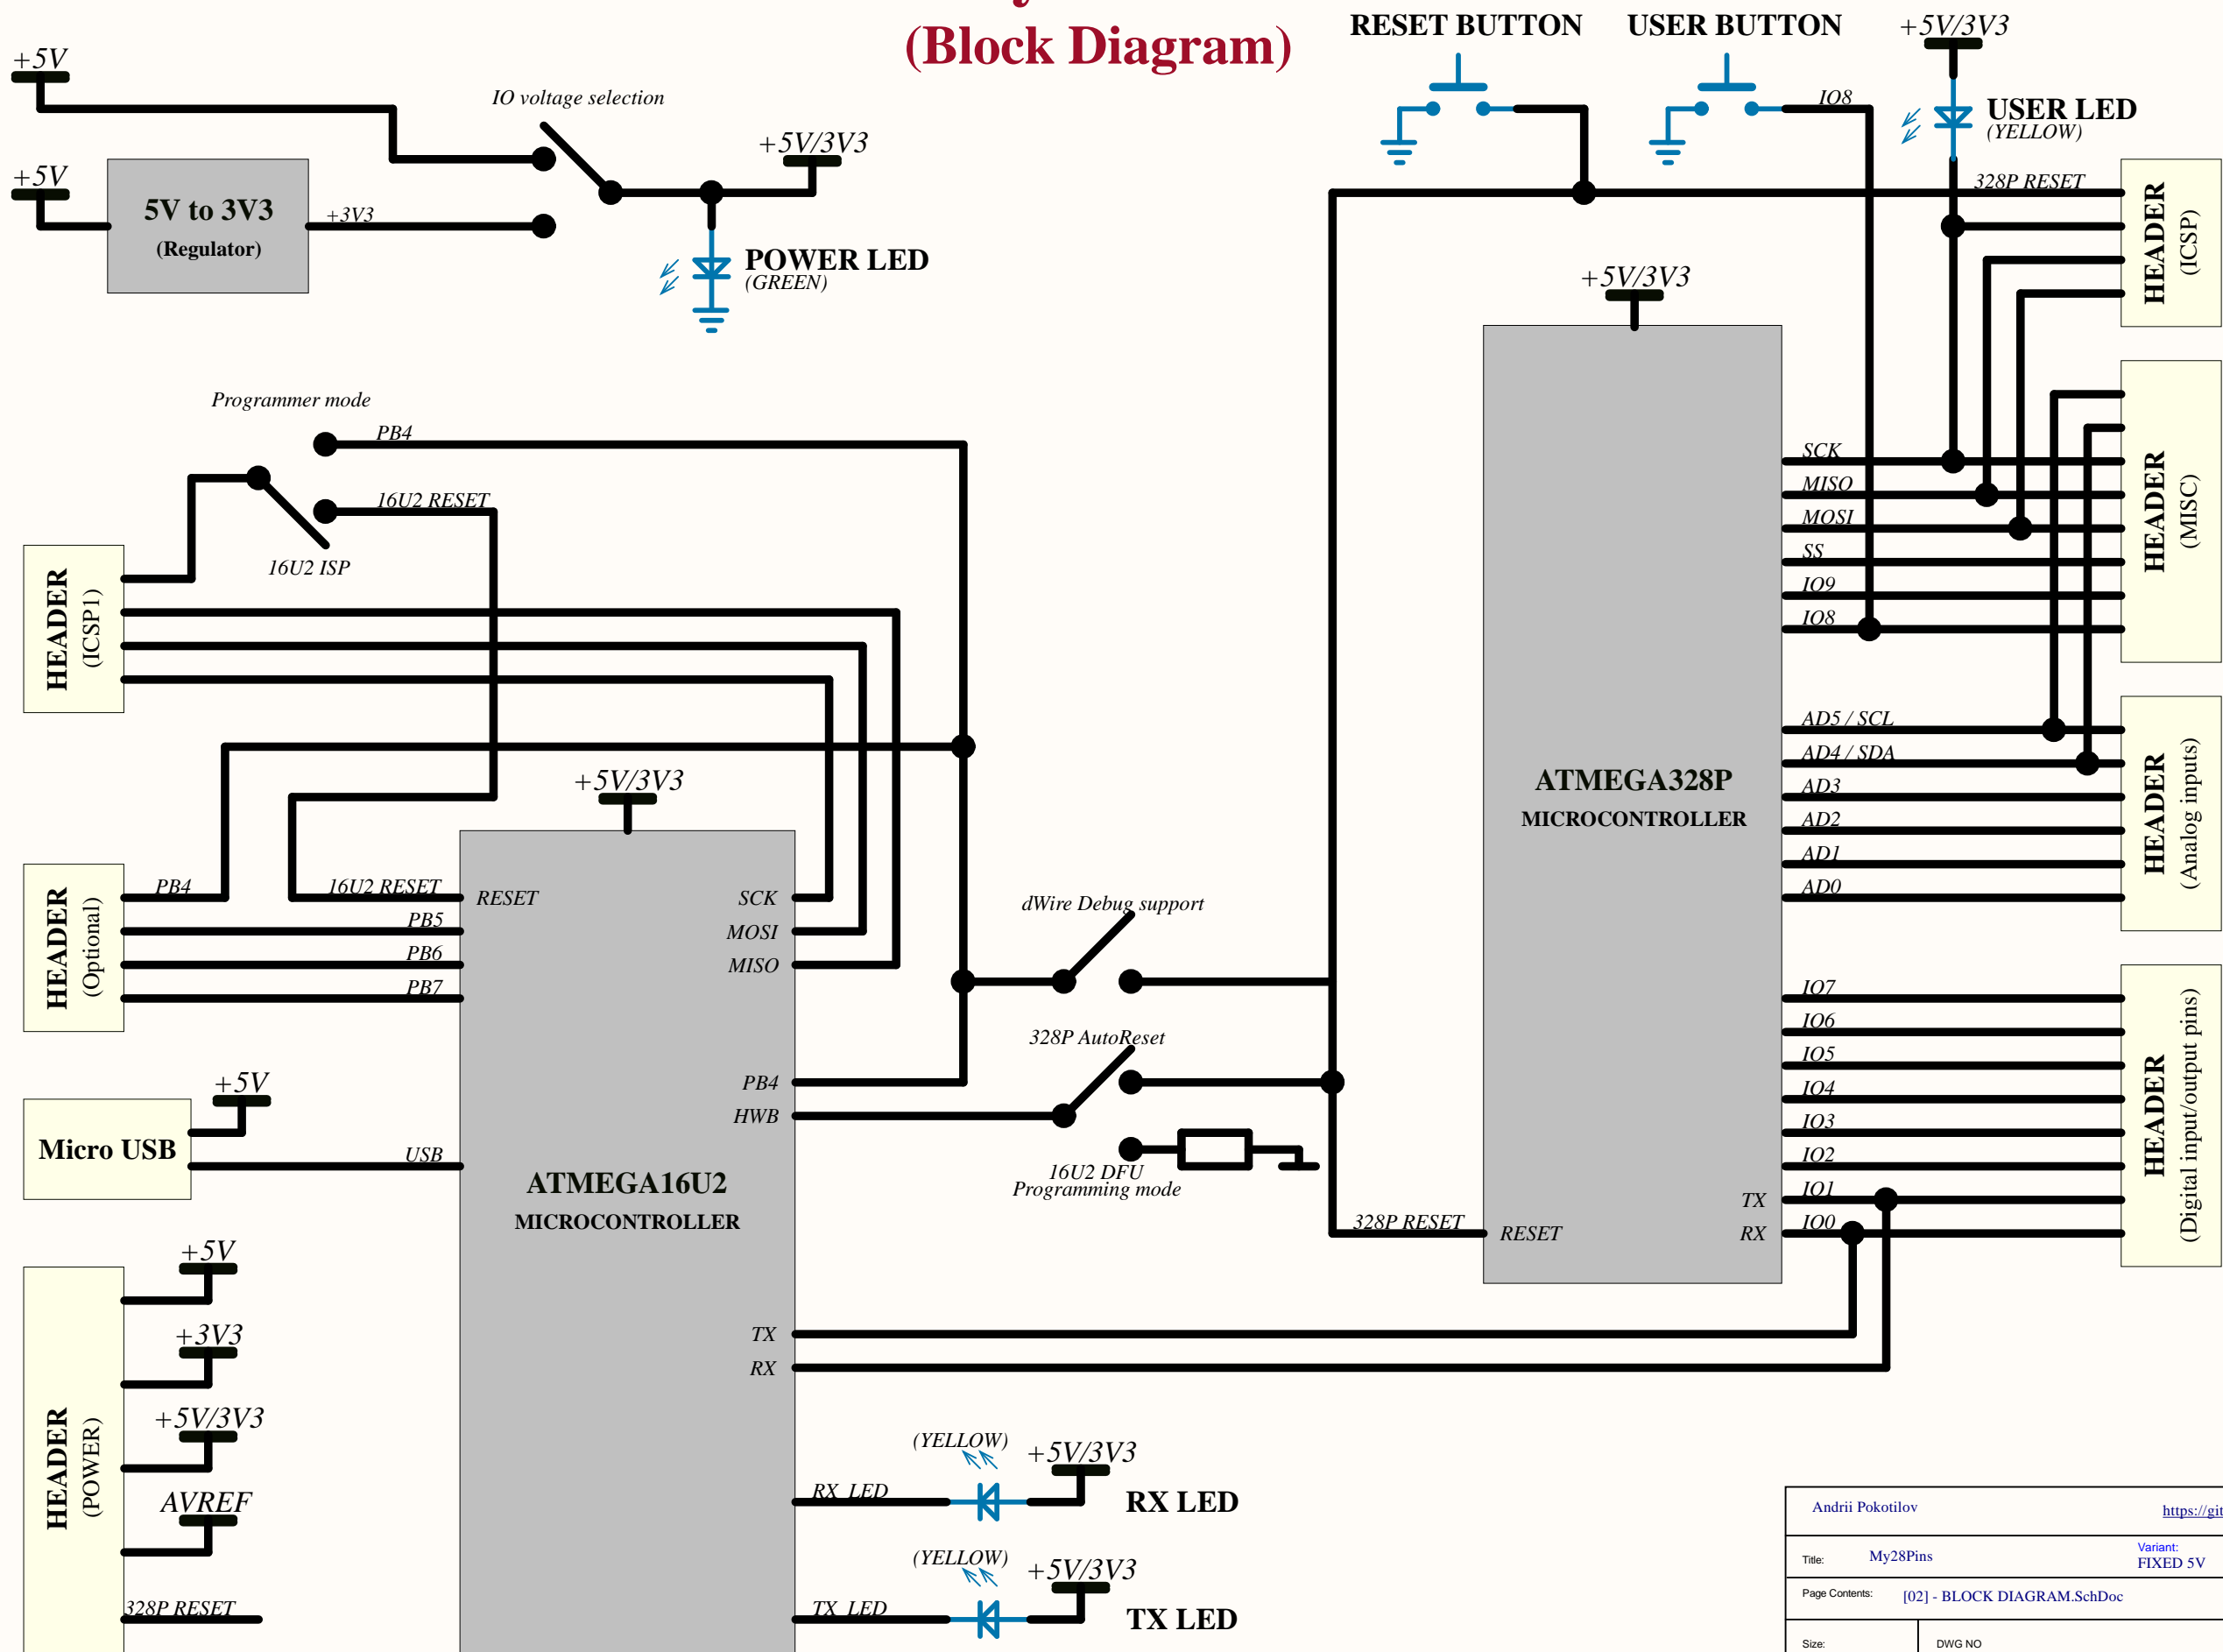 (Block Diagram)
RESET BUTTON
USER BUTTON
+5V/3V3
+5V
IO voltage selection
IO8
USER LED
(YELLOW)
+5V/3V3
+5V
5V to 3V3
(Regulator)
+3V3
328P RESET
HEADER
(ICSP)
POWER LED
(GREEN)
+5V/3V3
Programmer mode
PB4
16U2 RESET
16U2 ISP
HEADER
(ICSP1)
SCK
MISO
MOSI
SS
IO9
IO8
HEADER
(MISC)
AD5 / SCL
AD4 / SDA
AD3
AD2
AD1
AD0
HEADER
(Analog inputs)
ATMEGA328P
MICROCONTROLLER
+5V/3V3
HEADER
(Optional)
PB4
16U2 RESET
PB5
PB6
PB7
RESET
SCK
MOSI
MISO
dWire Debug support
328P AutoReset
PB4
HWB
16U2 DFU
Programming mode
IO7
IO6
IO5
IO4
IO3
IO2
TX
IO1
RX
IO0
HEADER
(Digital input/output pins)
328P RESET
RESET
+5V
Micro USB
USB
ATMEGA16U2
MICROCONTROLLER
+5V
+3V3
+5V/3V3
AVREF
328P RESET
HEADER
(POWER)
TX
RX
(YELLOW)
+5V/3V3
RX_LED
RX LED
(YELLOW)
+5V/3V3
TX_LED
TX LED
Andrii Pokotilov
https://git
Title:
My28Pins
Variant:
FIXED 5V
Page Contents:
[02] - BLOCK DIAGRAM.SchDoc
Size:
DWG NO